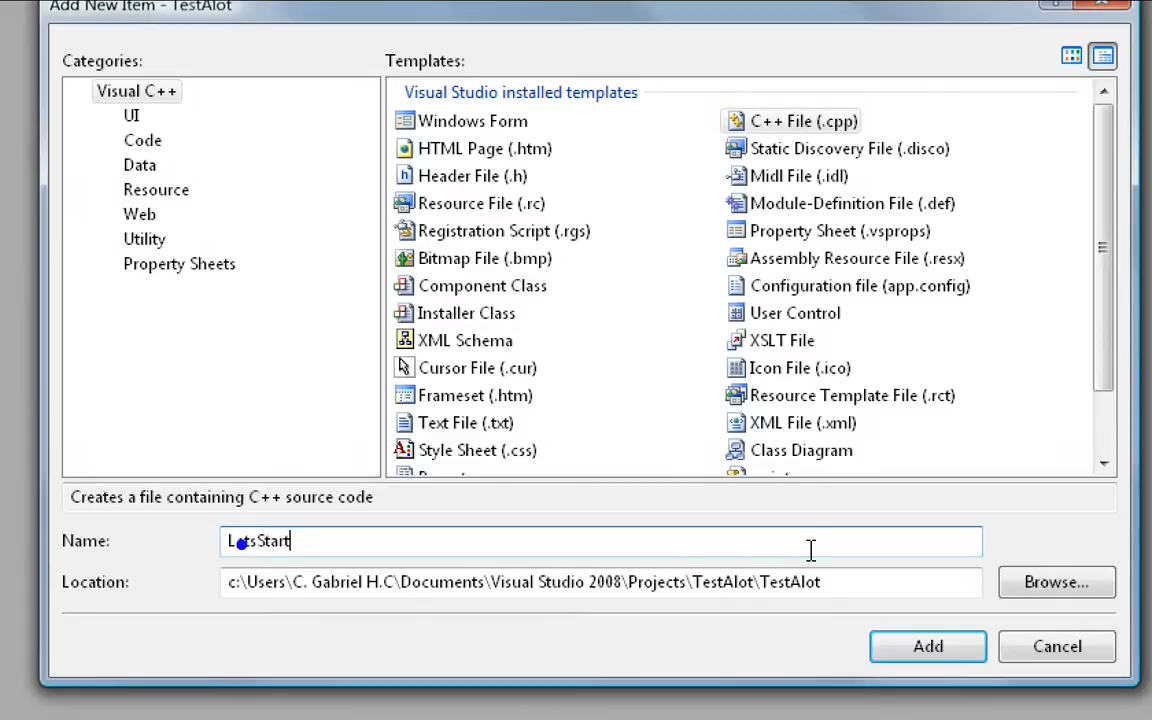 Add New Item - TestAlot
Categories:
Templates:
Visual C++
UI
Code
Data
Resource
Web
Utility
Property Sheets
Visual Studio installed templates
Windows Form
C++ File (.cpp)
HTML Page (.htm)
Static Discovery File (.disco)
Header File (.h)
Midl File (.idl)
Resource File (.rc)
Module-Definition File (.def)
Registration Script (.rgs)
Property Sheet (.vsprops)
Bitmap File (.bmp)
Assembly Resource File (.resx)
Component Class
Configuration file (app.config)
Installer Class
User Control
XML Schema
XSLT File
Cursor File (.cur)
Icon File (.ico)
Frameset (.htm)
Resource Template File (.rct)
Text File (.txt)
XML File (.xml)
Style Sheet (.css)
Class Diagram
Creates a file containing C++ source code
Name:
LetsStart
Location:
c:\Users\C. Gabriel H.C\Documents\Visual Studio 2008\Projects\TestAlot\TestAlot
Browse...
Add
Cancel